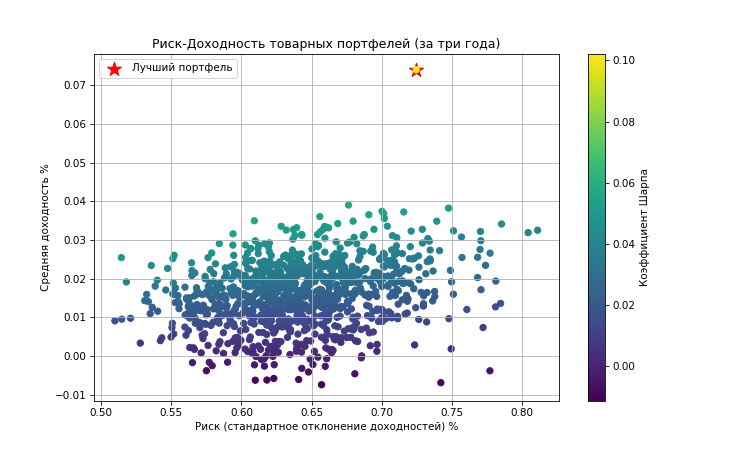 Риск-Доходность товарных портфелей (за три года)
Лучший портфель
Средняя доходность %
0.07
0.06
0.05
0.04
0.03
0.02
0.01
0.00
−0.01
0.50 0.55 0.60 0.65 0.70 0.75 0.80
Риск (стандартное отклонение доходностей) %
0.10
0.08
0.06
0.04
0.02
0.00
Коэффициент Шарпа